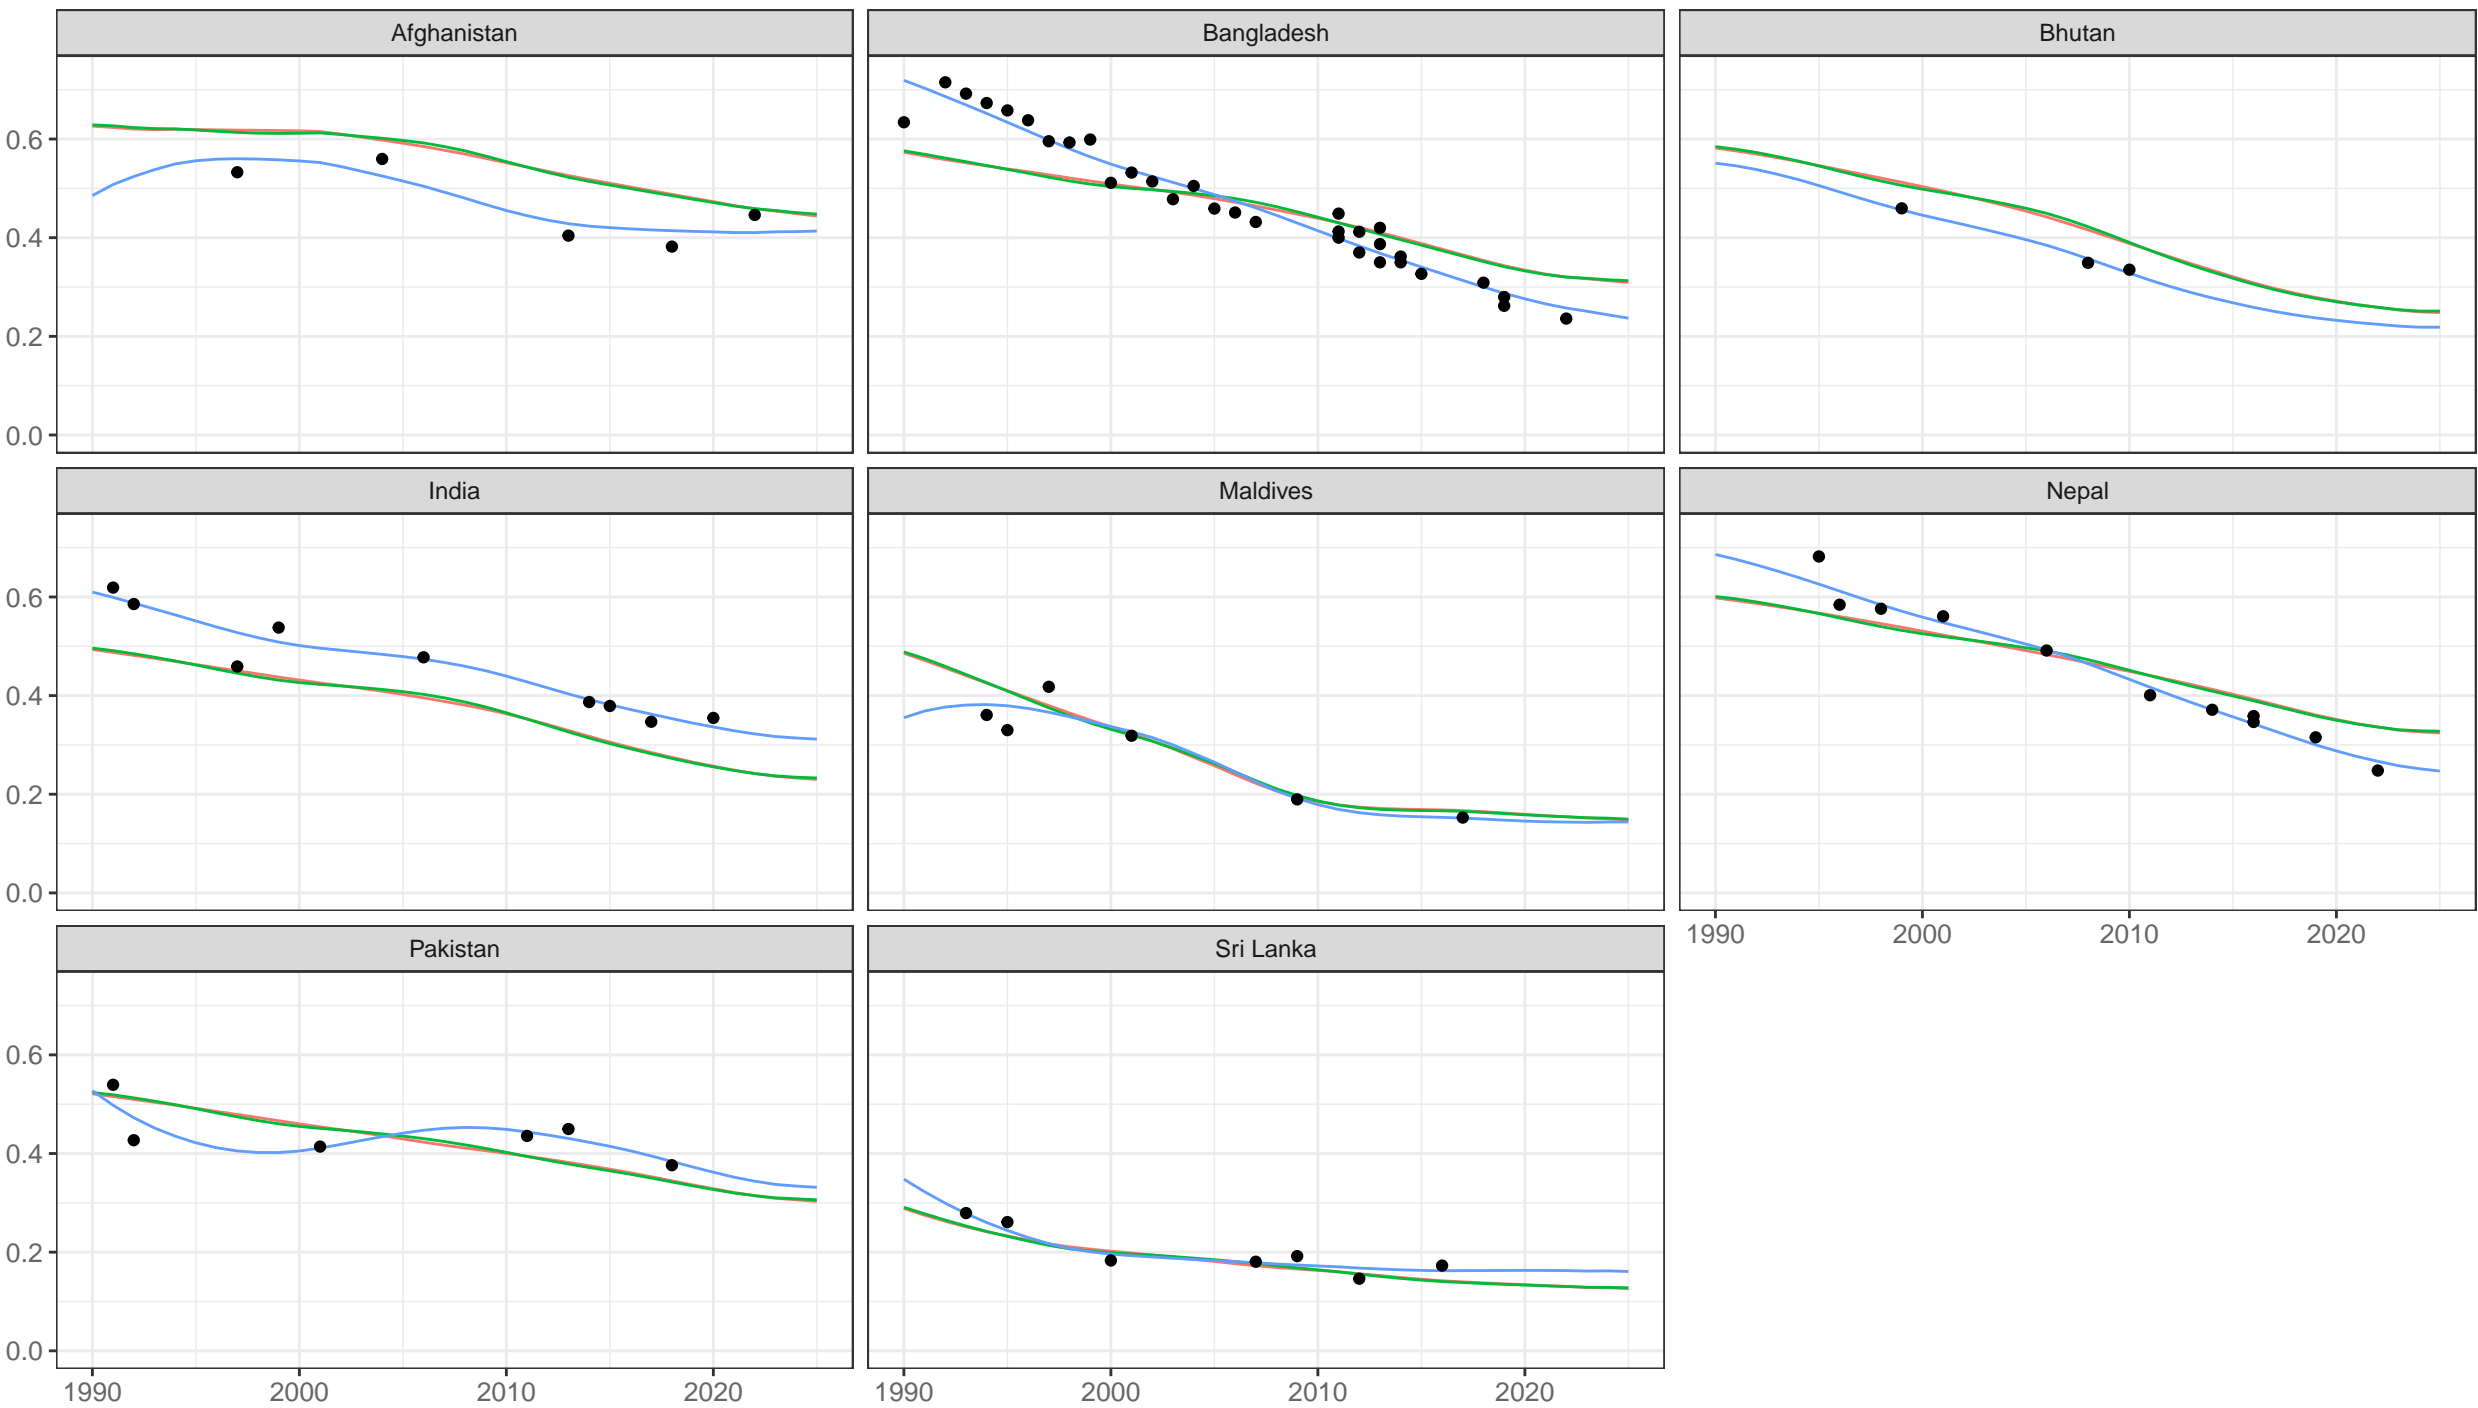 Afghanistan Bangladesh Bhutan
0.6
0.4
0.2
0.0
India Maldives Nepal
0.6
0.4
0.2
0.0
1990 2000 2010 2020
Pakistan Sri Lanka
0.6
0.4
0.2
0.0
1990 2000 2010 2020 1990 2000 2010 2020